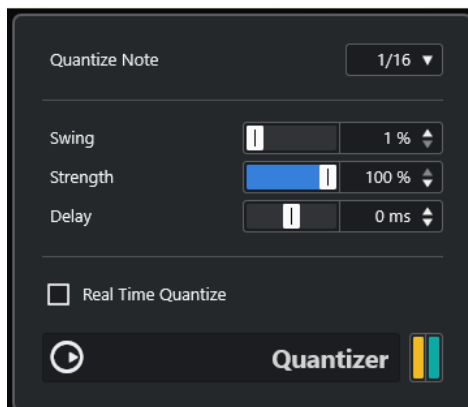 Quantize Note 1/16
Swing 1 %
Strength 100 %
Delay 0 ms
Real Time Quantize
Quantizer